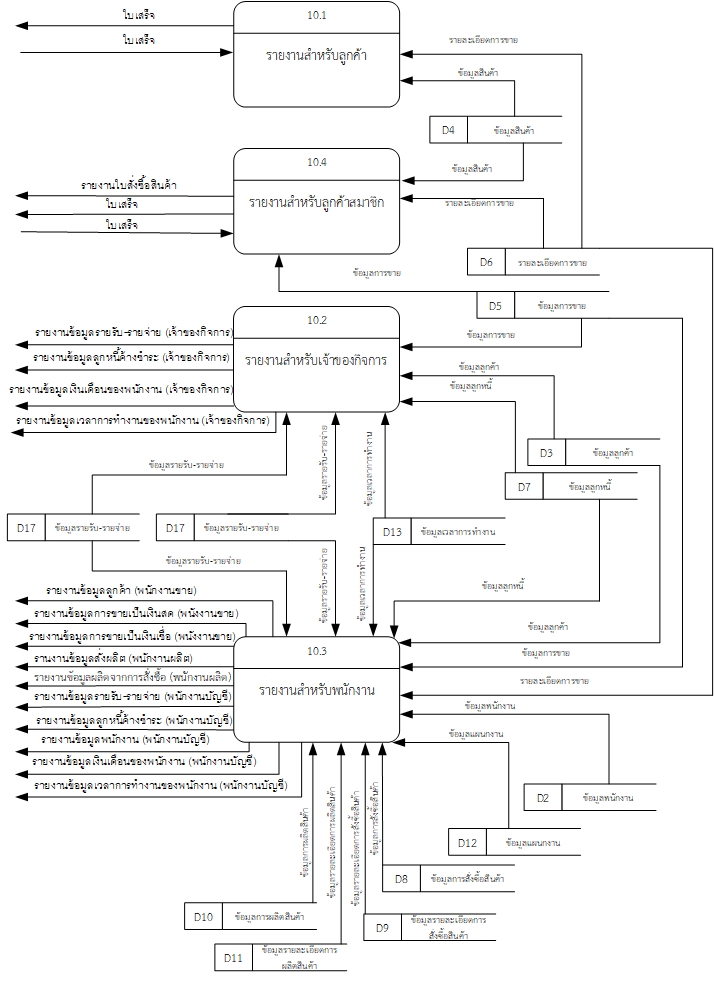 10.1
ใบเสร็จ
ใบเสร็จ
รายงานสำหรับลูกค้า
รายละเอียดการขาย
ข้อมูลสินค้า
D4
ข้อมูลสินค้า
10.4
ข้อมูลสินค้า
รายงานใบสั่งซื้อสินค้า
ใบเสร็จ
ใบเสร็จ
รายงานสำหรับลูกค้าสมาชิก
รายละเอียดการขาย
D6
รายละเอียดการขาย
ข้อมูลการขาย
D5
ข้อมูลการขาย
10.2
รายงานข้อมูลรายรับ-รายจ่าย (เจ้าของกิจการ)
รายงานข้อมูลลูกหนี้ค้างชำระ (เจ้าของกิจการ)
รายงานข้อมูลเงินเดือนของพนักงาน (เจ้าของกิจการ)
รายงานข้อมูลเวลาการทำงานของพนักงาน (เจ้าของกิจการ)
รายงานสำหรับเจ้าของกิจการ
ข้อมูลการขาย
ข้อมูลลูกค้า
ข้อมูลลูกหนี้
D3
ข้อมูลลูกค้า
D7
ข้อมูลลูกหนี้
ข้อมูลรายรับ-รายจ่าย
ข้อมูลรายรับ-รายจ่าย
ข้อมูลเวลาการทำงาน
D17
ข้อมูลรายรับ-รายจ่าย
D17
ข้อมูลรายรับ-รายจ่าย
D13
ข้อมูลเวลาการทำงาน
ข้อมูลรายรับ-รายจ่าย
ข้อมูลรายรับ-รายจ่าย
ข้อมูลเวลาการทำงาน
ข้อมูลลูกหนี้
ข้อมูลลูกค้า
ข้อมูลการขาย
รายละเอียดการขาย
รายงานข้อมูลลูกค้า (พนักงานขาย)
รายงานข้อมูลการขายเป็นเงินสด (พนังงานขาย)
รายงานข้อมูลการขายเป็นเงินเชื่อ (พนังงานขาย)
รานงานข้อมูลสั่งผลิต (พนักงานผลิต)
รายงานข้อมูลผลิตจากการสั่งซื้อ (พนักงานผลิต)
รายงานข้อมูลรายรับ-รายจ่าย (พนักงานบัญชี)
รายงานข้อมูลลูกหนี้ค้างชำระ (พนักงานบัญชี)
รายงานข้อมูลพนักงาน (พนักงานบัญชี)
รายงานข้อมูลเงินเดือนของพนักงาน (พนักงานบัญชี)
รายงานข้อมูลเวลาการทำงานของพนักงาน (พนักงานบัญชี)
10.3
รายงานสำหรับพนักงาน
ข้อมูลพนักงาน
ข้อมูลแผนกงาน
D2
ข้อมูลพนักงาน
D12
ข้อมูลแผนกงาน
ข้อมูลการผลิตสินค้า
ข้อมูลรายละเอียดการผลิตสินค้า
ข้อมูลรายละเอียดการสั่งซื้อสินค้า
ข้อมูลการสั่งซื้อสินค้า
D8
ข้อมูลการสั่งซื้อสินค้า
D10
ข้อมูลการผลิตสินค้า
D9
ข้อมูลรายละเอียดการ
สั่งซื้อสินค้า
D11
ข้อมูลรายละเอียดการ
ผลิตสินค้า